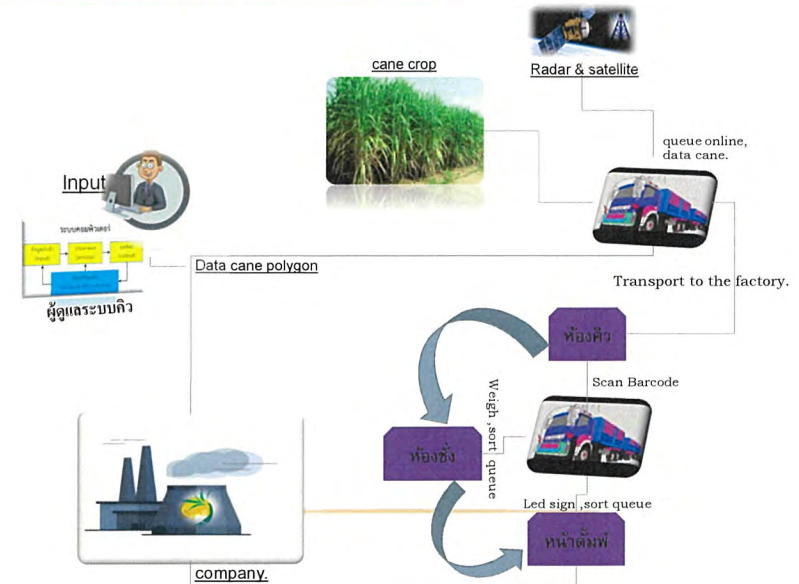 cane crop
Radar & satellite
queue online,
data cane.
Input
ระบบคอมพิวเตอร์
Data cane polygon
ผู้ดูแลระบบคิว
Transport to the factory.
ห้องคิว
Scan Barcode
Weigh ,sort queue
ห้องชั่ง
Led sign ,sort queue
หน้าดั้มพ์
company.